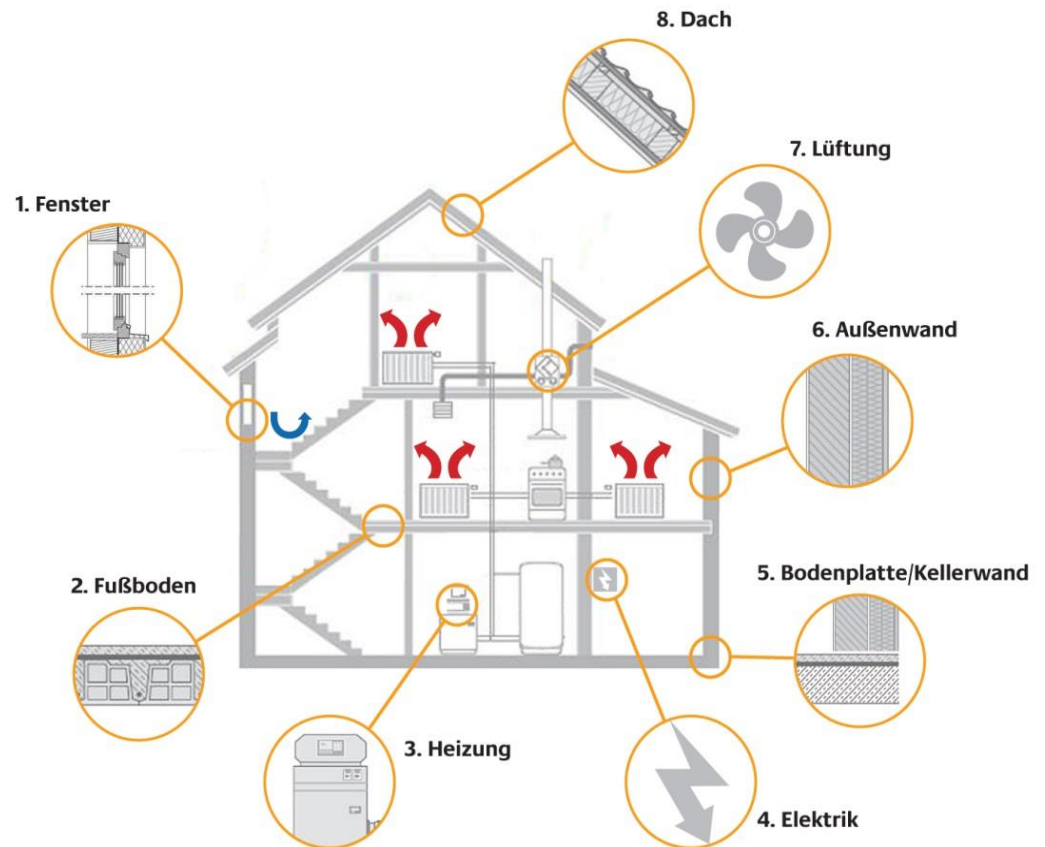 1. Fenster
2. Fußboden
3. Heizung
4. Elektrik
5. Bodenplatte/Kellerwand
6. Außenwand
7. Lüftung
8. Dach